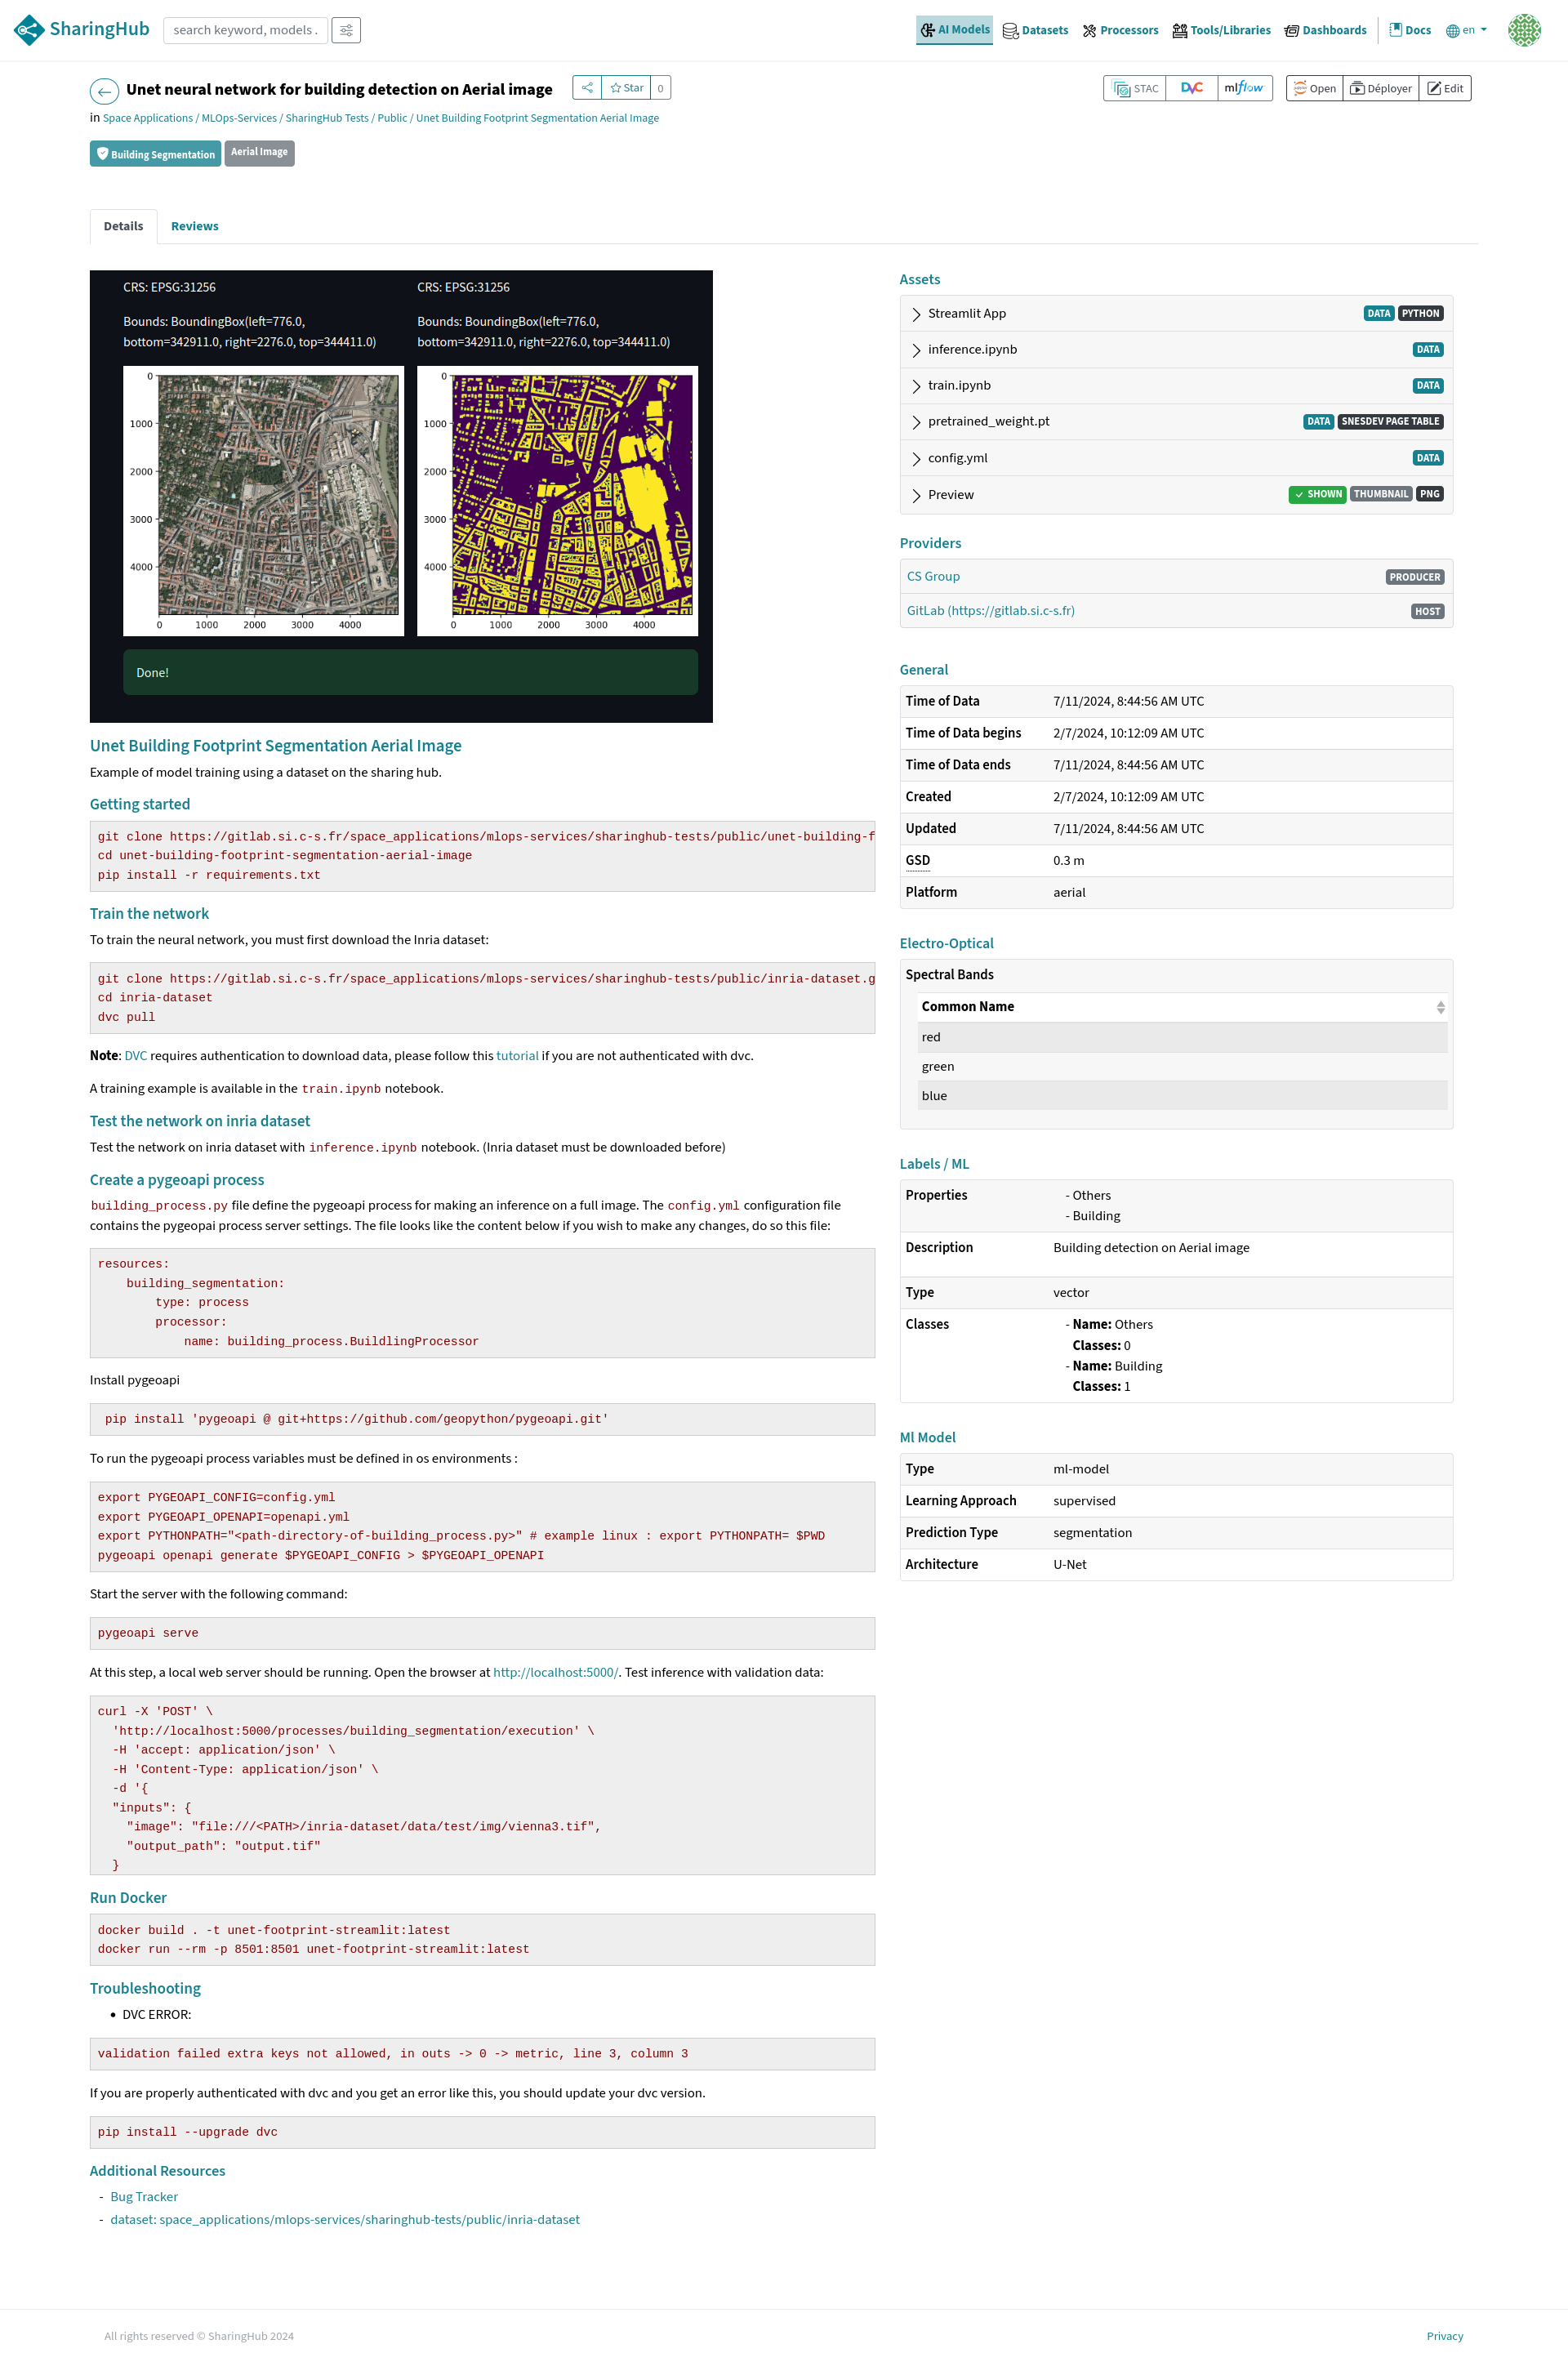 SharingHub
search keyword, models .
AI Models
Datasets
Processors
Tools/Libraries
Dashboards
Docs
en
Unet neural network for building detection on Aerial image
Star
0
STAC
DVC
mlflow
Open
Déployer
Edit
in Space Applications / MLOps-Services / SharingHub Tests / Public / Unet Building Footprint Segmentation Aerial Image
Building Segmentation
Aerial Image
Details
Reviews
CRS: EPSG:31256
Bounds: BoundingBox(left=776.0,
bottom=342911.0, right=2276.0, top=344411.0)
0
1000
2000
3000
4000
0 1000 2000 3000 4000
CRS: EPSG:31256
Bounds: BoundingBox(left=776.0,
bottom=342911.0, right=2276.0, top=344411.0)
0
1000
2000
3000
4000
0 1000 2000 3000 4000
Done!
Unet Building Footprint Segmentation Aerial Image
Example of model training using a dataset on the sharing hub.
Getting started
git clone https://gitlab.si.c-s.fr/space_applications/mlops-services/sharinghub-tests/public/unet-building-f
cd unet-building-footprint-segmentation-aerial-image
pip install -r requirements.txt
Train the network
To train the neural network, you must first download the Inria dataset:
git clone https://gitlab.si.c-s.fr/space_applications/mlops-services/sharinghub-tests/public/inria-dataset.g
cd inria-dataset
dvc pull
Note: DVC requires authentication to download data, please follow this tutorial if you are not authenticated with dvc.
A training example is available in the train.ipynb notebook.
Test the network on inria dataset
Test the network on inria dataset with inference.ipynb notebook. (Inria dataset must be downloaded before)
Create a pygeoapi process
building_process.py file define the pygeoapi process for making an inference on a full image. The config.yml configuration file
contains the pygeopai process server settings. The file looks like the content below if you wish to make any changes, do so this file:
resources:
building_segmentation:
type: process
processor:
name: building_process.BuildlingProcessor
Install pygeoapi
pip install 'pygeoapi @ git+https://github.com/geopython/pygeoapi.git'
To run the pygeoapi process variables must be defined in os environments :
export PYGEOAPI_CONFIG=config.yml
export PYGEOAPI_OPENAPI=openapi.yml
export PYTHONPATH="<path-directory-of-building_process.py>" # example linux : export PYTHONPATH= $PWD
pygeoapi openapi generate $PYGEOAPI_CONFIG > $PYGEOAPI_OPENAPI
Start the server with the following command:
pygeoapi serve
At this step, a local web server should be running. Open the browser at http://localhost:5000/. Test inference with validation data:
curl -X 'POST' \
'http://localhost:5000/processes/building_segmentation/execution' \
-H 'accept: application/json' \
-H 'Content-Type: application/json' \
-d '{
"inputs": {
"image": "file:///<PATH>/inria-dataset/data/test/img/vienna3.tif",
"output_path": "output.tif"
}
Run Docker
docker build . -t unet-footprint-streamlit:latest
docker run --rm -p 8501:8501 unet-footprint-streamlit:latest
Troubleshooting
• DVC ERROR:
validation failed extra keys not allowed, in outs -> 0 -> metric, line 3, column 3
If you are properly authenticated with dvc and you get an error like this, you should update your dvc version.
pip install --upgrade dvc
Additional Resources
- Bug Tracker
- dataset: space_applications/mlops-services/sharinghub-tests/public/inria-dataset
Assets
Streamlit App DATA PYTHON
inference.ipynb DATA
train.ipynb DATA
pretrained_weight.pt DATA SNESDEV PAGE TABLE
config.yml DATA
Preview SHOWN THUMBNAIL PNG
Providers
CS Group PRODUCER
GitLab (https://gitlab.si.c-s.fr) HOST
General
Time of Data 7/11/2024, 8:44:56 AM UTC
Time of Data begins 2/7/2024, 10:12:09 AM UTC
Time of Data ends 7/11/2024, 8:44:56 AM UTC
Created 2/7/2024, 10:12:09 AM UTC
Updated 7/11/2024, 8:44:56 AM UTC
GSD 0.3 m
Platform aerial
Electro-Optical
Spectral Bands
Common Name
red
green
blue
Labels / ML
Properties - Others
- Building
Description Building detection on Aerial image
Type vector
Classes - Name: Others
Classes: 0
- Name: Building
Classes: 1
Ml Model
Type ml-model
Learning Approach supervised
Prediction Type segmentation
Architecture U-Net
All rights reserved © SharingHub 2024
Privacy